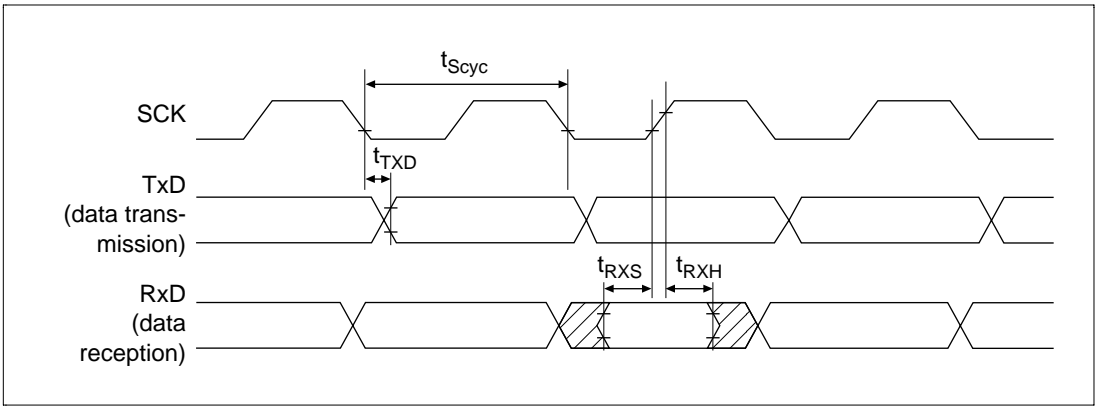 tScyc
SCK
tTXD
TxD
(data trans-
mission)
tRXS tRXH
RxD
(data
reception)